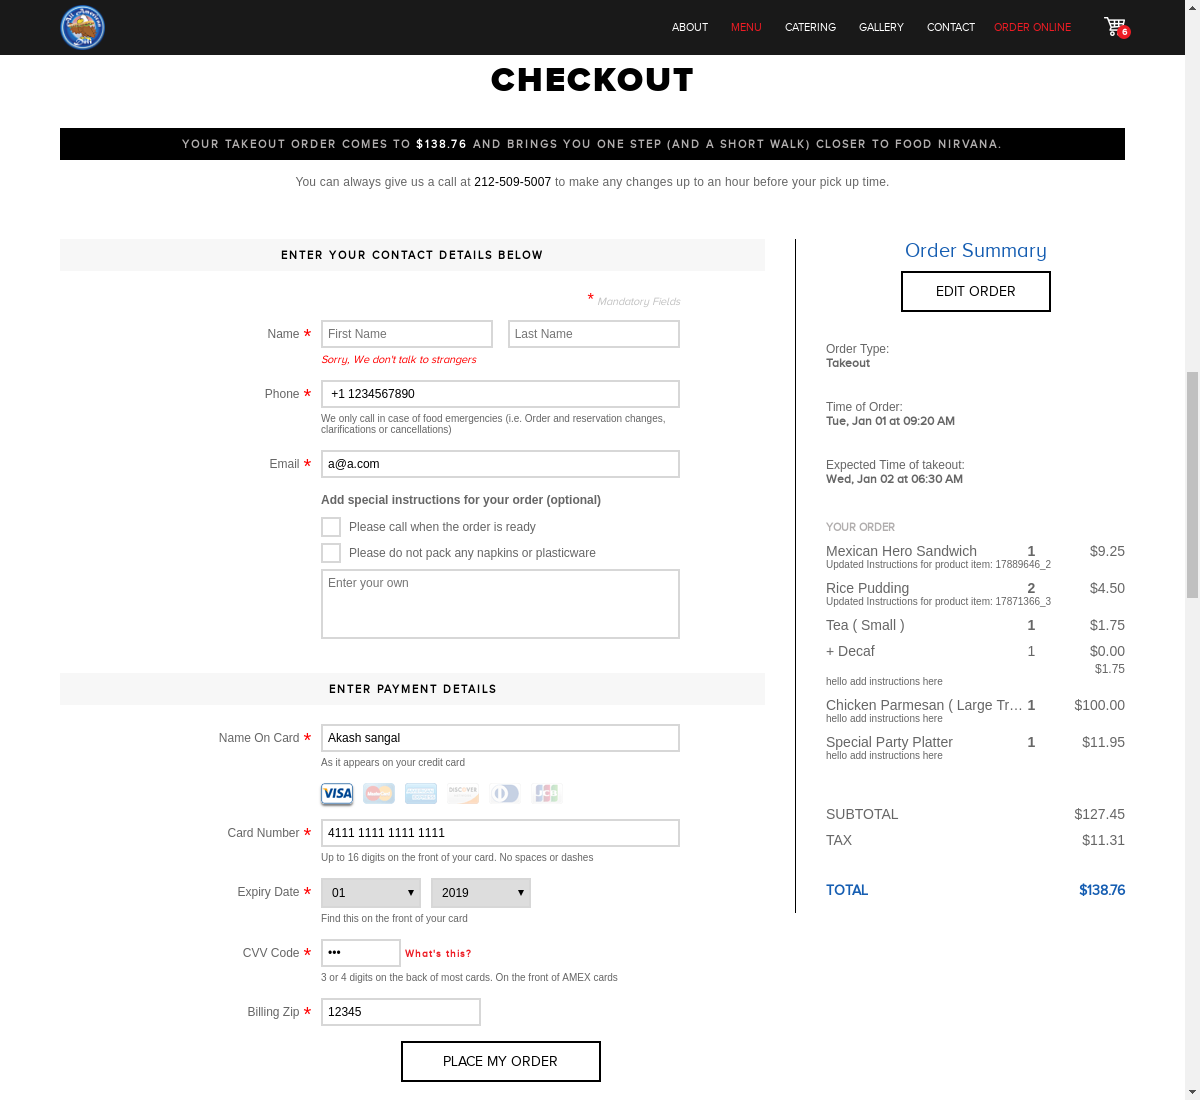 All American
Deli
ABOUT MENU CATERING GALLERY CONTACT ORDER ONLINE 6
CHECKOUT
YOUR TAKEOUT ORDER COMES TO $138.76 AND BRINGS YOU ONE STEP (AND A SHORT WALK) CLOSER TO FOOD NIRVANA.
You can always give us a call at 212-509-5007 to make any changes up to an hour before your pick up time.
ENTER YOUR CONTACT DETAILS BELOW
* Mandatory Fields
Name * First Name Last Name
Sorry, We don't talk to strangers
Phone * +1 1234567890
We only call in case of food emergencies (i.e. Order and reservation changes,
clarifications or cancellations)
Email * a@a.com
Add special instructions for your order (optional)
Please call when the order is ready
Please do not pack any napkins or plasticware
Enter your own
ENTER PAYMENT DETAILS
Name On Card * Akash sangal
As it appears on your credit card
VISA MasterCard DISCOVER JCB
Card Number * 4111 1111 1111 1111
Up to 16 digits on the front of your card. No spaces or dashes
Expiry Date * 01 2019
Find this on the front of your card
CVV Code * ••• What's this?
3 or 4 digits on the back of most cards. On the front of AMEX cards
Billing Zip * 12345
PLACE MY ORDER
Order Summary
EDIT ORDER
Order Type:
Takeout
Time of Order:
Tue, Jan 01 at 09:20 AM
Expected Time of takeout:
Wed, Jan 02 at 06:30 AM
YOUR ORDER
Mexican Hero Sandwich 1 $9.25
Updated Instructions for product item: 17889646_2
Rice Pudding 2 $4.50
Updated Instructions for product item: 17871366_3
Tea ( Small ) 1 $1.75
+ Decaf 1 $0.00
$1.75
hello add instructions here
Chicken Parmesan ( Large Tr… 1 $100.00
hello add instructions here
Special Party Platter 1 $11.95
hello add instructions here
SUBTOTAL $127.45
TAX $11.31
TOTAL $138.76